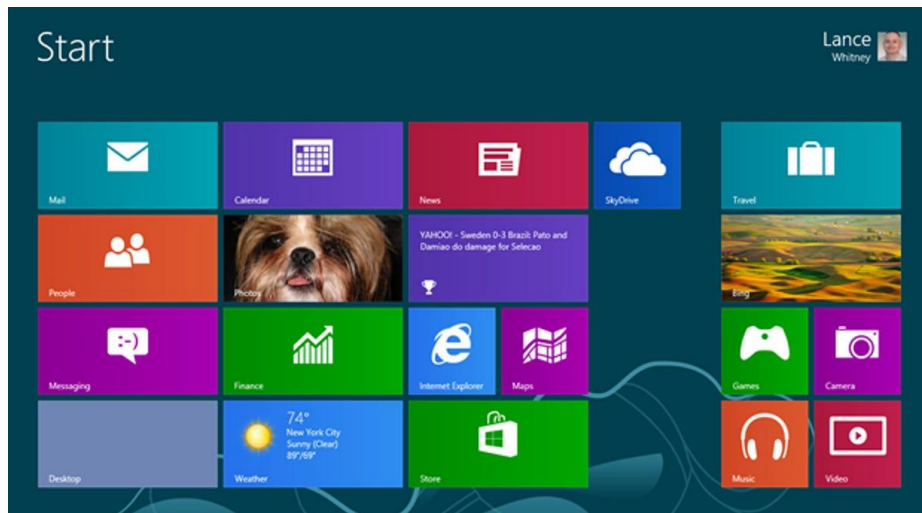 Start
Lance
Whitney
Mail
Calendar
News
SkyDrive
Travel
People
Photos
YAHOO! - Sweden 0-3 Brazil: Pato and
Damiao do damage for Selecao
Bing
:-)
Messaging
Finance
Internet Explorer
Maps
Games
Camera
Desktop
74°
New York City
Sunny (Clear)
89°/69°
Weather
Store
Music
Video